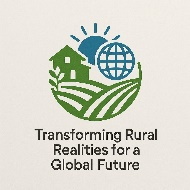 Transforming Rural
Realities for a
Global Future